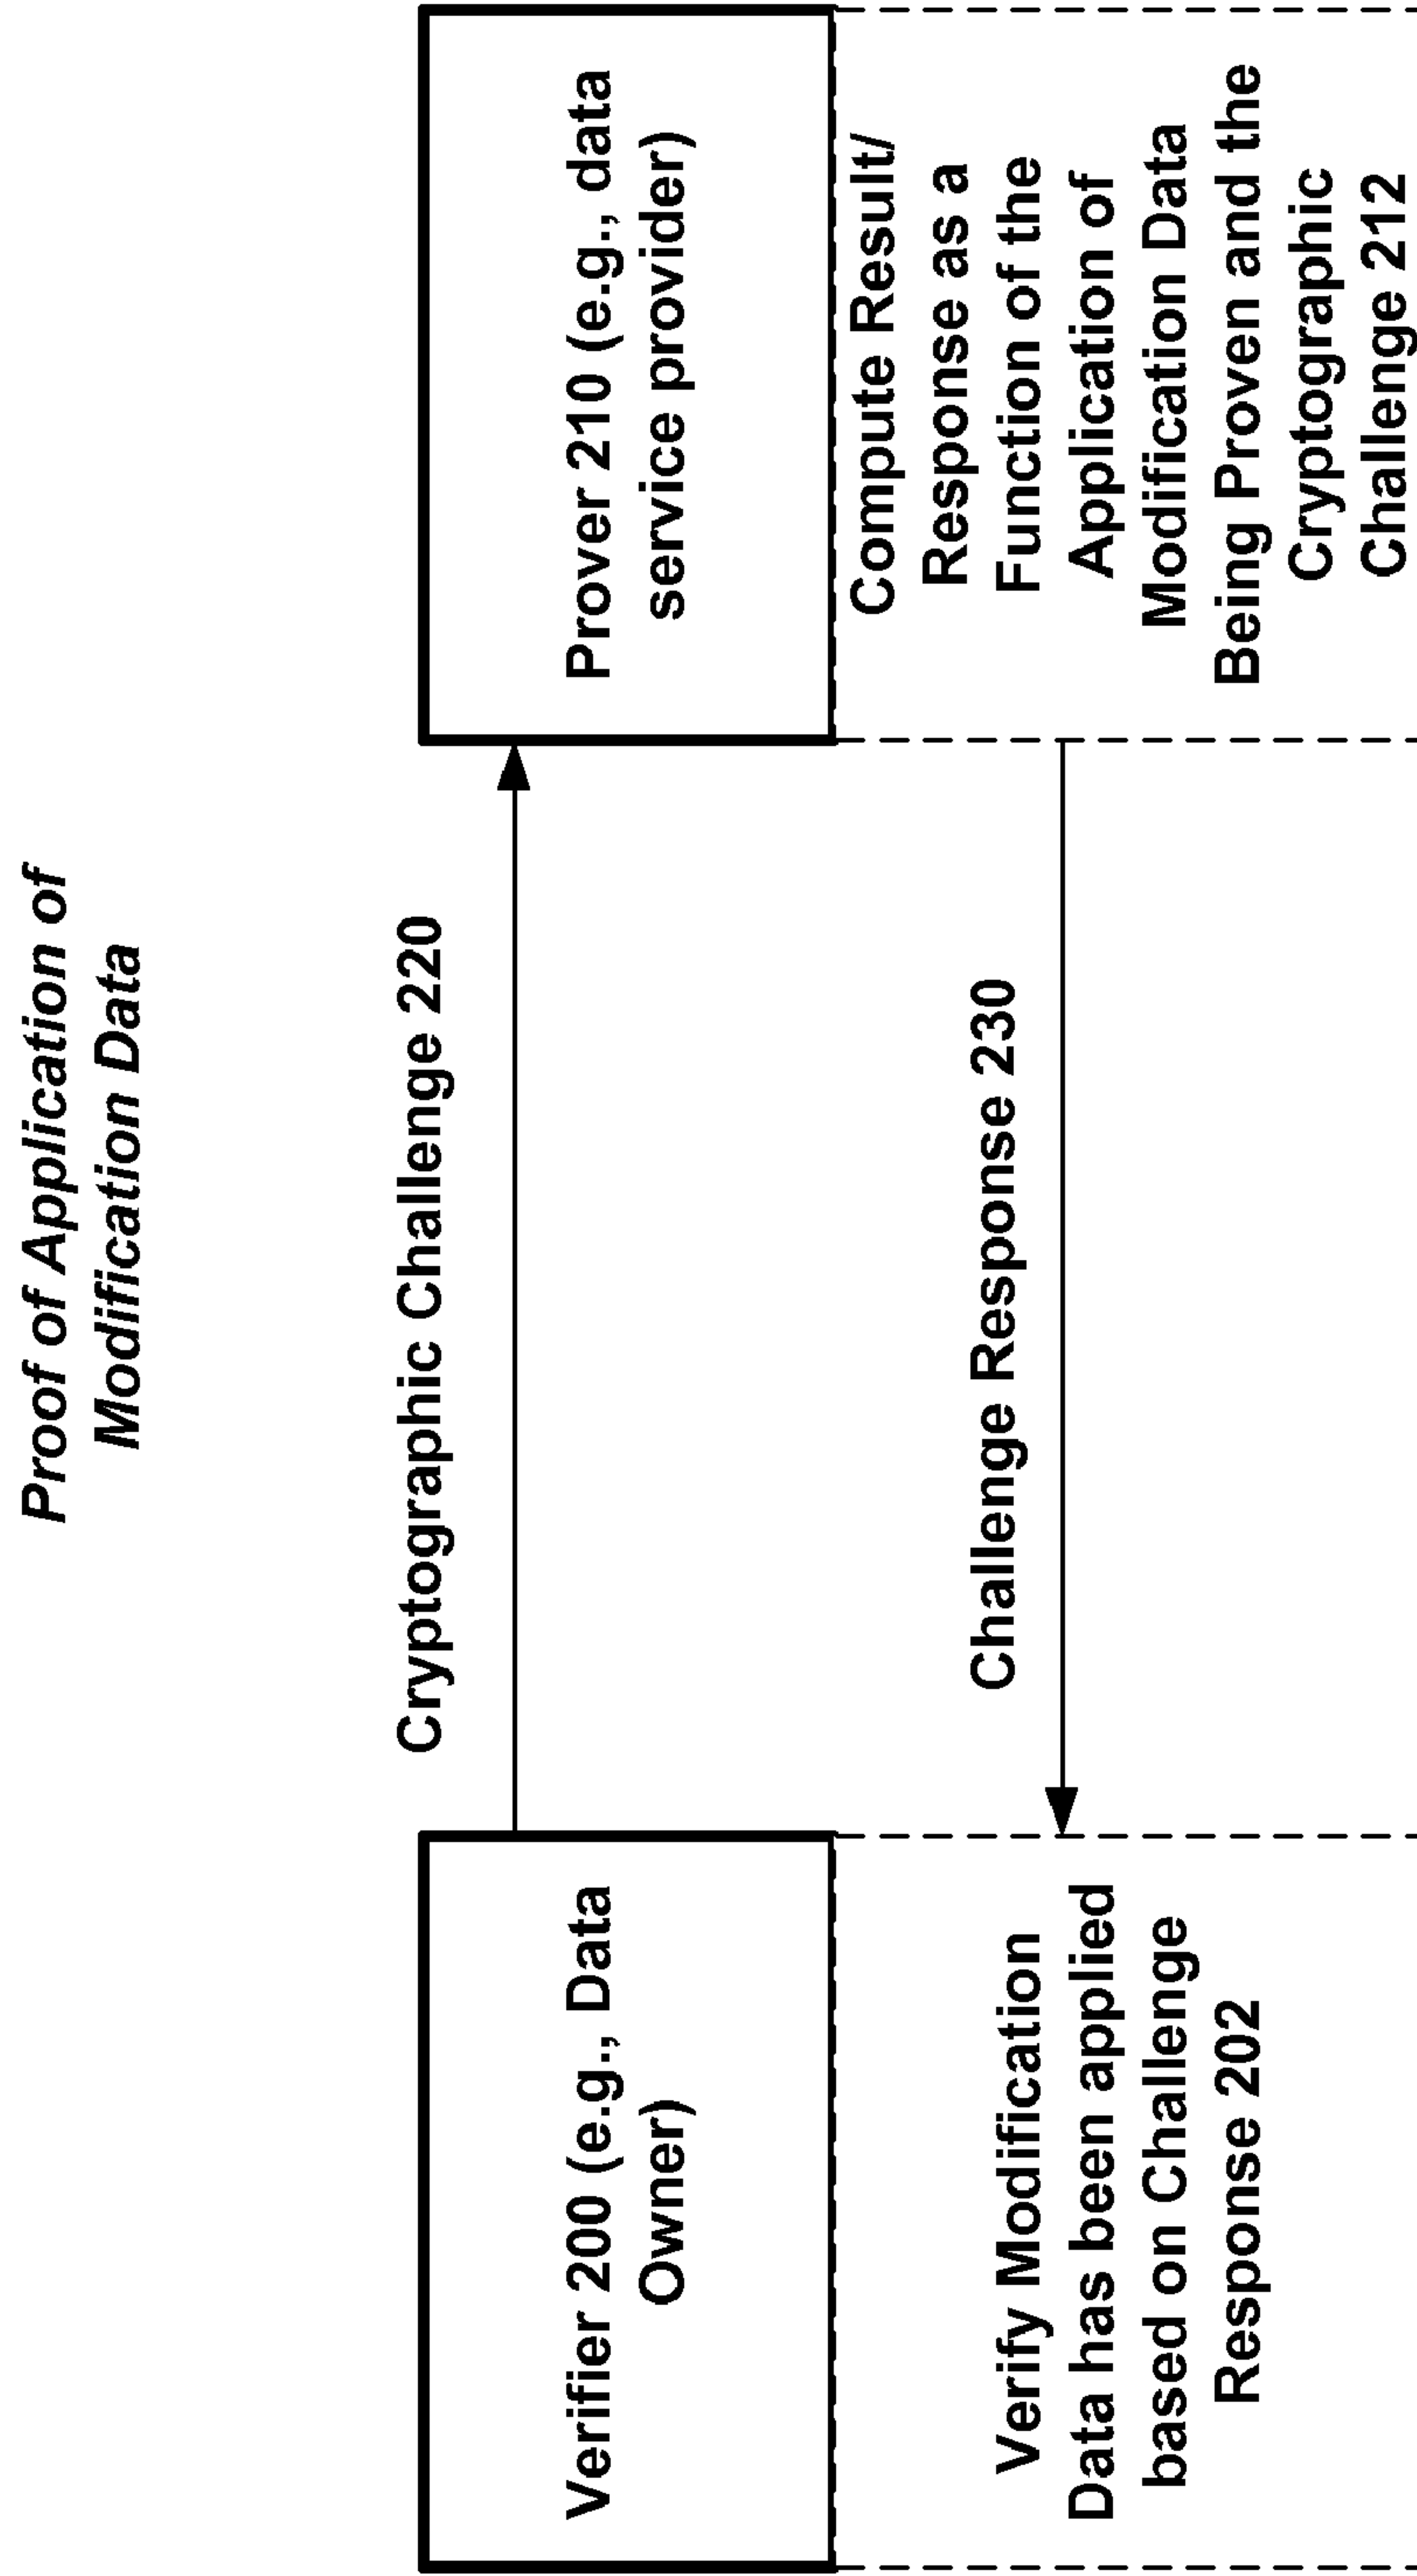 Proof of Application of
Modification Data
Verifier 200 (e.g., Data
Owner)
Cryptographic Challenge 220
Prover 210 (e.g., data
service provider)
Compute Result/
Response as a
Function of the
Application of
Modification Data
Being Proven and the
Cryptographic
Challenge 212
Challenge Response 230
Verify Modification
Data has been applied
based on Challenge
Response 202